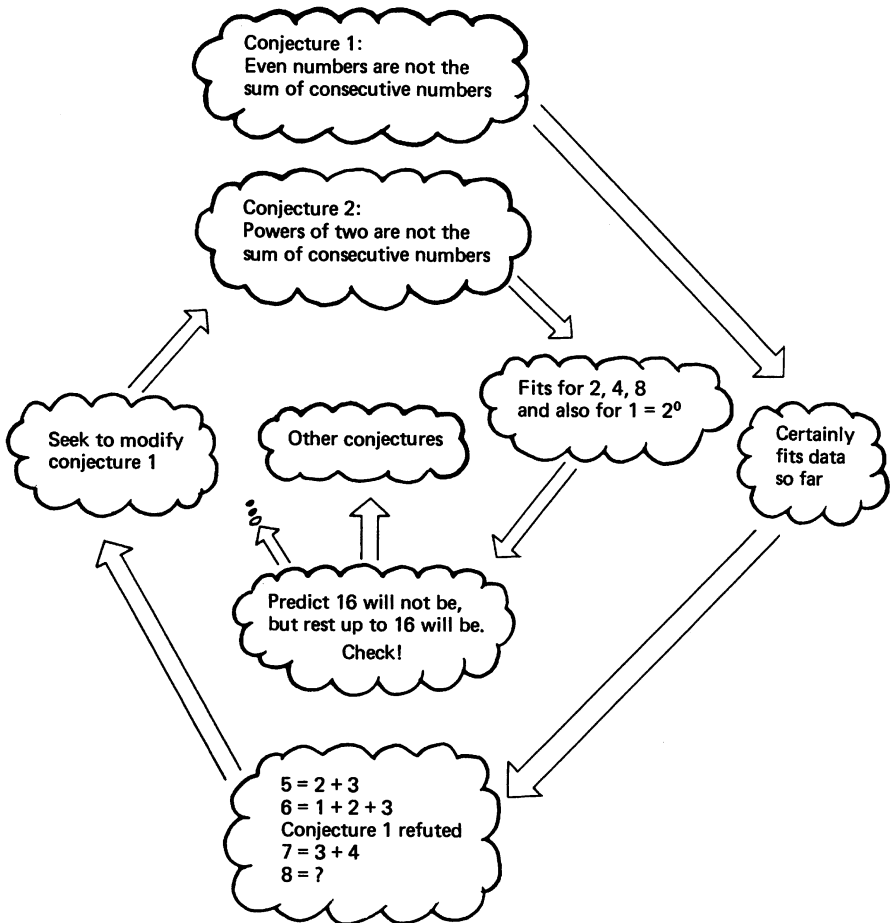 Conjecture 1:
Even numbers are not the
sum of consecutive numbers
Conjecture 2:
Powers of two are not the
sum of consecutive numbers
Fits for 2, 4, 8
and also for 1 = 2⁰
Certainly
fits data
so far
Seek to modify
conjecture 1
Other conjectures
Predict 16 will not be,
but rest up to 16 will be.
Check!
5 = 2 + 3
6 = 1 + 2 + 3
Conjecture 1 refuted
7 = 3 + 4
8 = ?